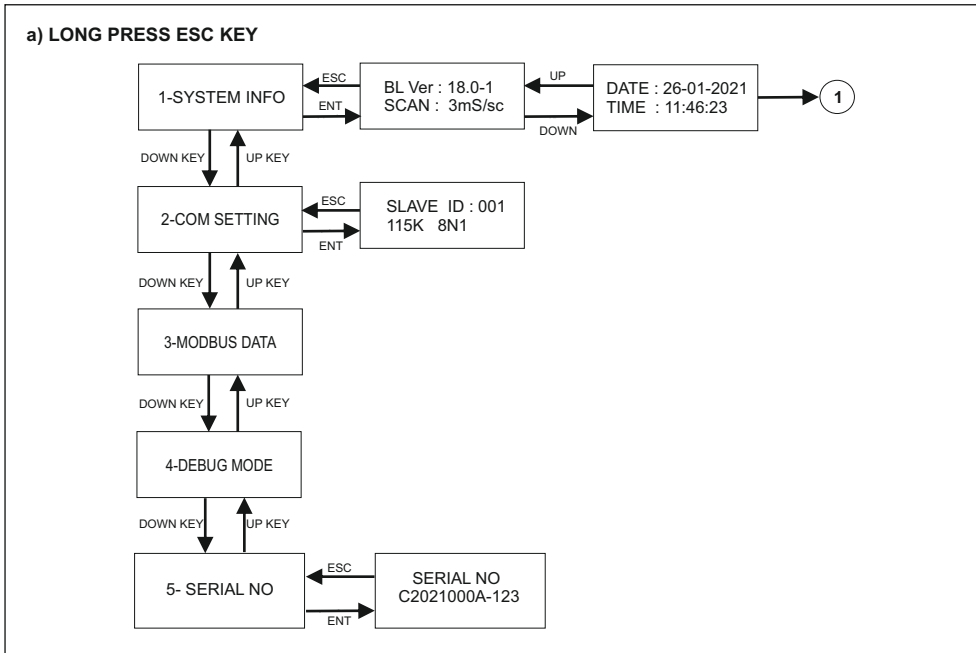 a) LONG PRESS ESC KEY
1-SYSTEM INFO
ESC
ENT
BL Ver : 18.0-1
SCAN : 3mS/sc
UP
DOWN
DATE : 26-01-2021
TIME : 11:46:23
1
DOWN KEY
UP KEY
2-COM SETTING
ESC
ENT
SLAVE ID : 001
115K 8N1
DOWN KEY
UP KEY
3-MODBUS DATA
DOWN KEY
UP KEY
4-DEBUG MODE
DOWN KEY
UP KEY
5- SERIAL NO
ESC
ENT
SERIAL NO
C2021000A-123